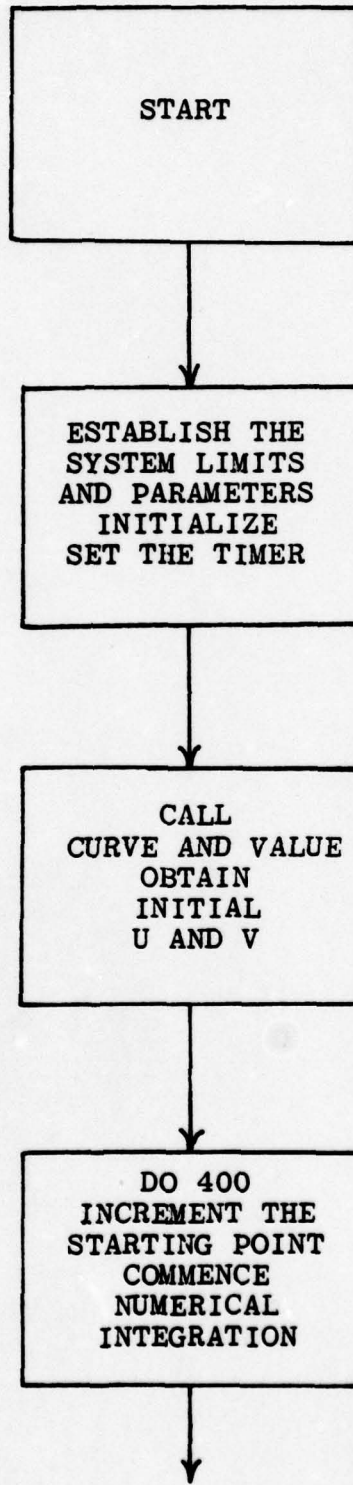 START
ESTABLISH THE
SYSTEM LIMITS
AND PARAMETERS
INITIALIZE
SET THE TIMER
CALL
CURVE AND VALUE
OBTAIN
INITIAL
U AND V
DO 400
INCREMENT THE
STARTING POINT
COMMENCE
NUMERICAL
INTEGRATION